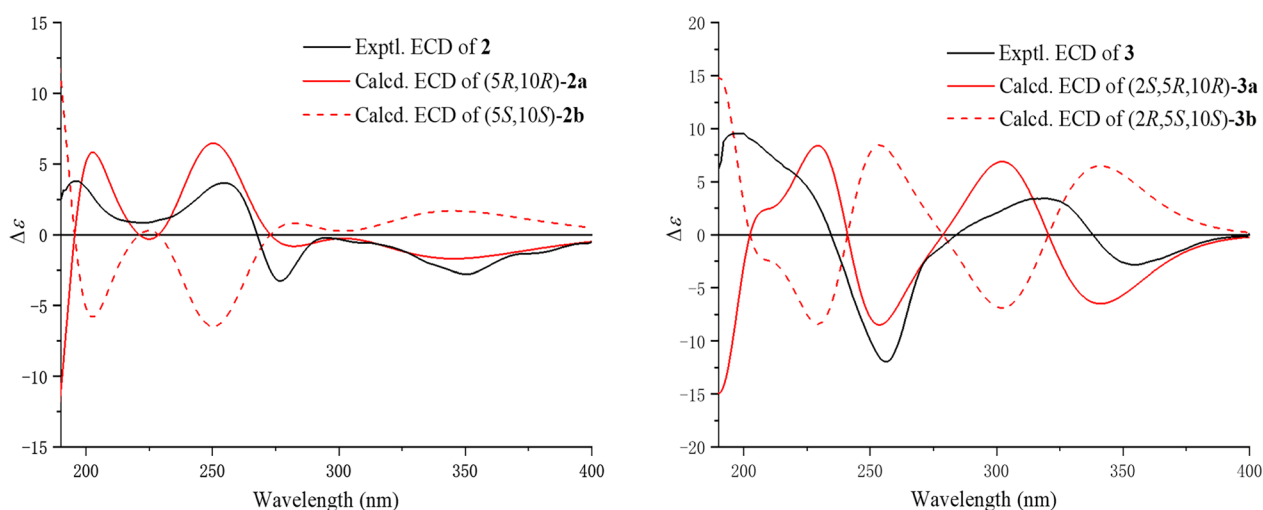 15
10
5
0
-5
-10
-15
Δε
Exptl. ECD of 2
Calcd. ECD of (5R,10R)-2a
Calcd. ECD of (5S,10S)-2b
200 250 300 350 400
Wavelength (nm)
20
15
10
5
0
-5
-10
-15
-20
Δε
Exptl. ECD of 3
Calcd. ECD of (2S,5R,10R)-3a
Calcd. ECD of (2R,5S,10S)-3b
200 250 300 350 400
Wavelength (nm)